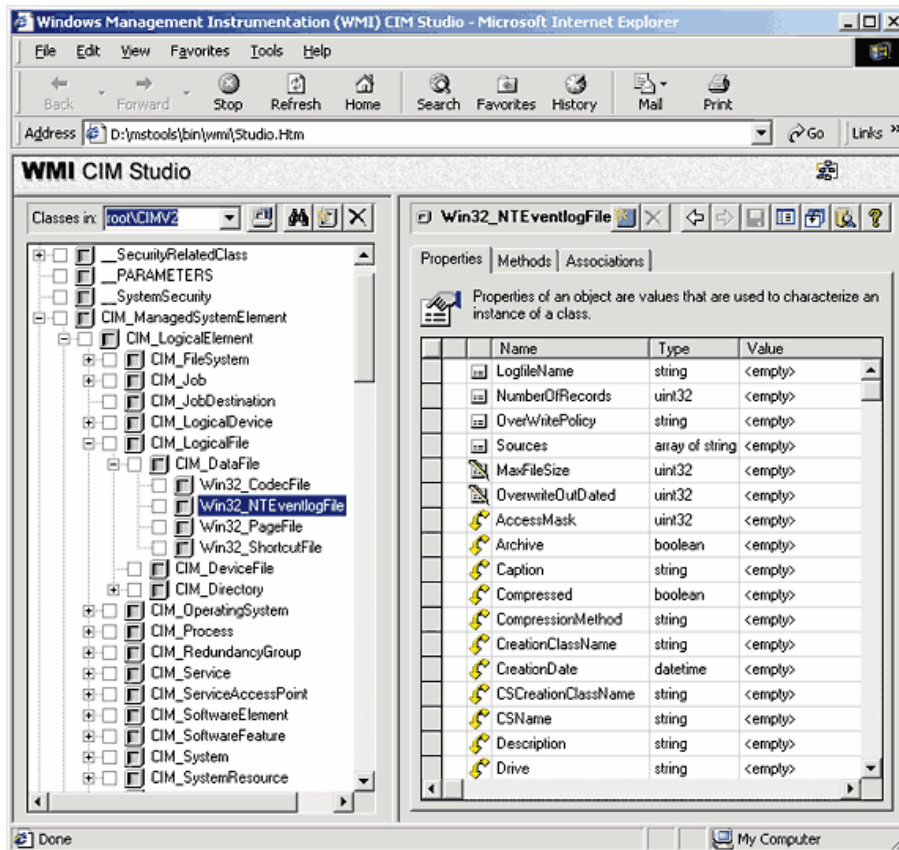 Windows Management Instrumentation (WMI) CIM Studio - Microsoft Internet Explorer
File Edit View Favorites Tools Help
Back Forward Stop Refresh Home Search Favorites History Mail Print
Address D:\mstools\bin\wmi\Studio.Htm Go Links »
WMI CIM Studio
Classes in: root\CIMV2
__SecurityRelatedClass
__PARAMETERS
__SystemSecurity
CIM_ManagedSystemElement
CIM_LogicalElement
CIM_FileSystem
CIM_Job
CIM_JobDestination
CIM_LogicalDevice
CIM_LogicalFile
CIM_DataFile
Win32_CodecFile
Win32_NTEventlogFile
Win32_PageFile
Win32_ShortcutFile
CIM_DeviceFile
CIM_Directory
CIM_OperatingSystem
CIM_Process
CIM_RedundancyGroup
CIM_Service
CIM_ServiceAccessPoint
CIM_SoftwareElement
CIM_SoftwareFeature
CIM_System
CIM_SystemResource
Win32_NTEventlogFile
Properties Methods Associations
Properties of an object are values that are used to characterize an
instance of a class.
Name Type Value
LogfileName string <empty>
NumberOfRecords uint32 <empty>
OverWritePolicy string <empty>
Sources array of string <empty>
MaxFileSize uint32 <empty>
OverwriteOutDated uint32 <empty>
AccessMask uint32 <empty>
Archive boolean <empty>
Caption string <empty>
Compressed boolean <empty>
CompressionMethod string <empty>
CreationClassName string <empty>
CreationDate datetime <empty>
CSCreationClassName string <empty>
CSName string <empty>
Description string <empty>
Drive string <empty>
Done My Computer